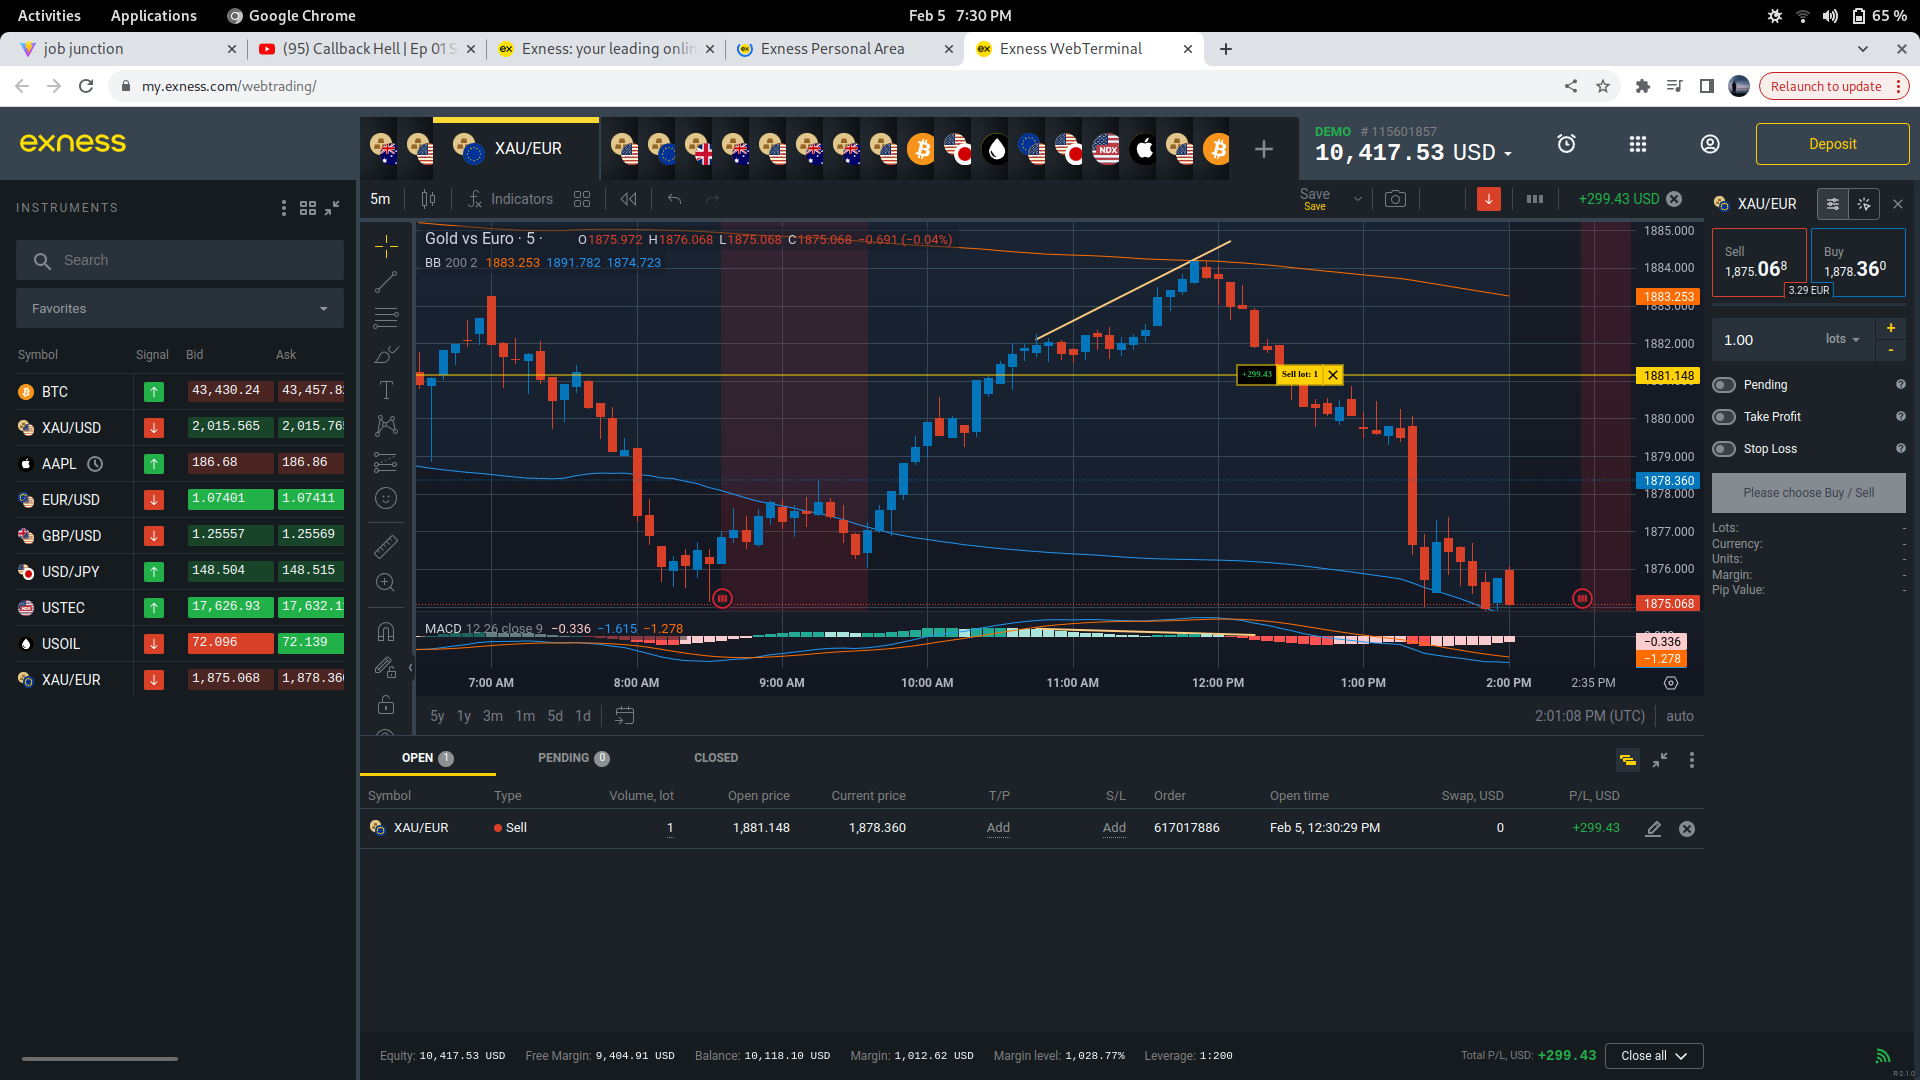 Activities Applications Google Chrome Feb 5 7:30 PM 65 %
job junction (95) Callback Hell | Ep 01 S Exness: your leading onlin Exness Personal Area Exness WebTerminal
my.exness.com/webtrading/ Relaunch to update
exness XAU/EUR DEMO # 115601857
10,417.53 USD Deposit
INSTRUMENTS
Search
Favorites
Symbol Signal Bid Ask
BTC 43,430.24 43,457.8
XAU/USD 2,015.565 2,015.76
AAPL 186.68 186.86
EUR/USD 1.07401 1.07411
GBP/USD 1.25557 1.25569
USD/JPY 148.504 148.515
USTEC 17,626.93 17,632.1
USOIL 72.096 72.139
XAU/EUR 1,875.068 1,878.36
5m Indicators Save
Save
+299.43 USD
Gold vs Euro · 5 · O1875.972 H1876.068 L1875.068 C1875.068 −0.691 (−0.04%)
BB 200 2 1883.253 1891.782 1874.723
+299.43 Sell lot: 1
1885.000
1884.000
1883.253
1883.000
1882.000
1881.148
1880.000
1879.000
1878.360
1878.000
1877.000
1876.000
1875.068
MACD 12 26 close 9 −0.336 −1.615 −1.278
−0.336
−1.278
7:00 AM 8:00 AM 9:00 AM 10:00 AM 11:00 AM 12:00 PM 1:00 PM 2:00 PM 2:35 PM
5y 1y 3m 1m 5d 1d 2:01:08 PM (UTC) auto
XAU/EUR
Sell Buy
1,875.068 1,878.360
3.29 EUR
1.00 lots + -
Pending
Take Profit
Stop Loss
Please choose Buy / Sell
Lots: -
Currency: -
Units: -
Margin: -
Pip Value: -
OPEN 1 PENDING 0 CLOSED
Symbol Type Volume, lot Open price Current price T/P S/L Order Open time Swap, USD P/L, USD
XAU/EUR Sell 1 1,881.148 1,878.360 Add Add 617017886 Feb 5, 12:30:29 PM 0 +299.43
Equity: 10,417.53 USD Free Margin: 9,404.91 USD Balance: 10,118.10 USD Margin: 1,012.62 USD Margin level: 1,028.77% Leverage: 1:200 Total P/L, USD: +299.43 Close all
R-2.1.0